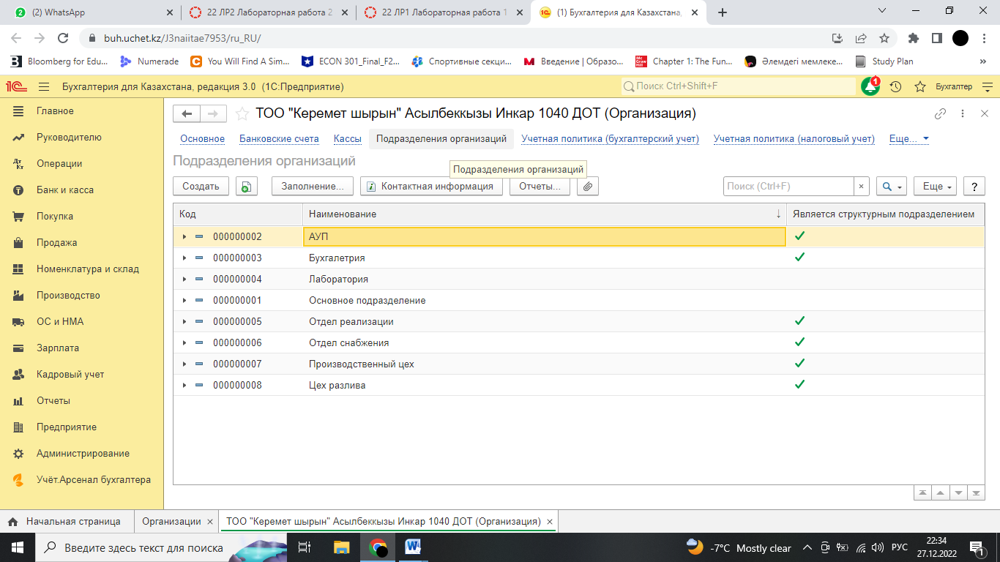 (2) WhatsApp
22 ЛР2 Лабораторная работа 2
22 ЛР1 Лабораторная работа 1
(1) Бухгалтерия для Казахстана,
buh.uchet.kz/J3naiitae7953/ru_RU/
Bloomberg for Edu... Numerade You Will Find A Sim... ECON 301_Final_F2... Спортивные секци... Введение | Образо... Chapter 1: The Fun... Әлемдегі мемлеке... Study Plan »
1С Бухгалтерия для Казахстана, редакция 3.0 (1С:Предприятие) Поиск Ctrl+Shift+F 1 Бухгалтер
Главное
Руководителю
Операции
Банк и касса
Покупка
Продажа
Номенклатура и склад
Производство
ОС и НМА
Зарплата
Кадровый учет
Отчеты
Предприятие
Администрирование
Учёт.Арсенал бухгалтера
ТОО "Керемет шырын" Асылбеккызы Инкар 1040 ДОТ (Организация)
Основное Банковские счета Кассы Подразделения организаций Учетная политика (бухгалтерский учет) Учетная политика (налоговый учет) Еще...
Подразделения организаций
Подразделения организаций
Создать Заполнение... Контактная информация Отчеты... Поиск (Ctrl+F) × Еще ?
Код Наименование ↓ Является структурным подразделением
000000002 АУП
000000003 Бухгалетрия
000000004 Лаборатория
000000001 Основное подразделение
000000005 Отдел реализации
000000006 Отдел снабжения
000000007 Производственный цех
000000008 Цех разлива
Начальная страница Организации × ТОО "Керемет шырын" Асылбеккызы Инкар 1040 ДОТ (Организация) ×
Введите здесь текст для поиска
-7°C Mostly clear
РУС
22:34
27.12.2022
1